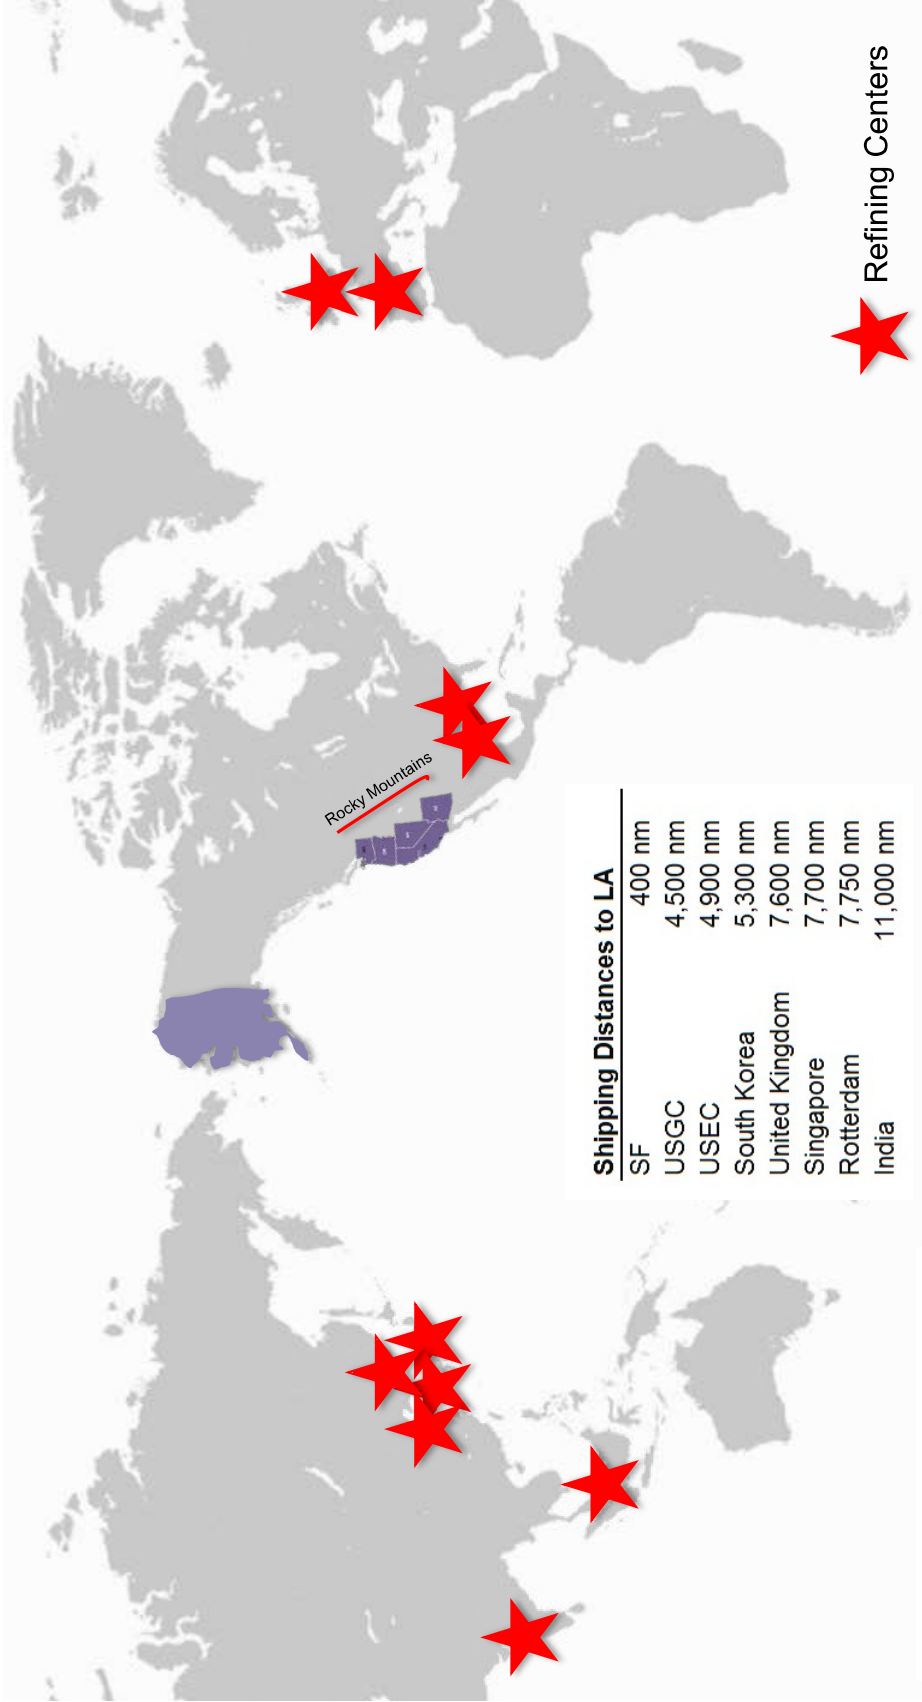 Rocky Mountains
Shipping Distances to LA
SF 400 nm
USGC 4,500 nm
USEC 4,900 nm
South Korea 5,300 nm
United Kingdom 7,600 nm
Singapore 7,700 nm
Rotterdam 7,750 nm
India 11,000 nm
Refining Centers